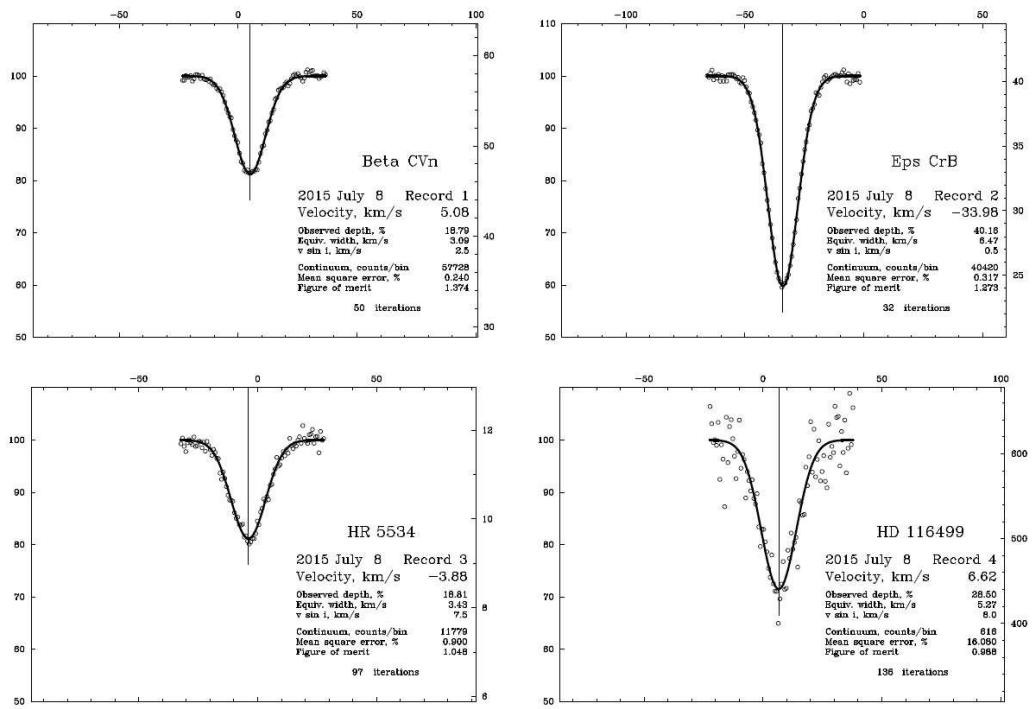 −50 0 50 100
100
90
80
70
60
50
60
50
40
30
Beta CVn
2015 July 8 Record 1
Velocity, km/s 5.08
Observed depth, % 18.79
Equiv. width, km/s 3.09
v sin i, km/s 2.5
Continuum, counts/bin 57728
Mean square error, % 0.240
Figure of merit 1.374
50 iterations
−100 −50 0 50
110
100
90
80
70
60
50
40
35
30
25
Eps CrB
2015 July 8 Record 2
Velocity, km/s −33.98
Observed depth, % 40.16
Equiv. width, km/s 6.47
v sin i, km/s 0.5
Continuum, counts/bin 40420
Mean square error, % 0.317
Figure of merit 1.273
32 iterations
−50 0 50
100
90
80
70
60
50
12
10
8
6
HR 5534
2015 July 8 Record 3
Velocity, km/s −3.88
Observed depth, % 18.81
Equiv. width, km/s 3.43
v sin i, km/s 7.5
Continuum, counts/bin 11779
Mean square error, % 0.900
Figure of merit 1.048
97 iterations
−50 0 50 100
100
90
80
70
60
50
600
500
400
HD 116499
2015 July 8 Record 4
Velocity, km/s 6.62
Observed depth, % 28.50
Equiv. width, km/s 5.27
v sin i, km/s 8.0
Continuum, counts/bin 616
Mean square error, % 16.080
Figure of merit 0.988
136 iterations